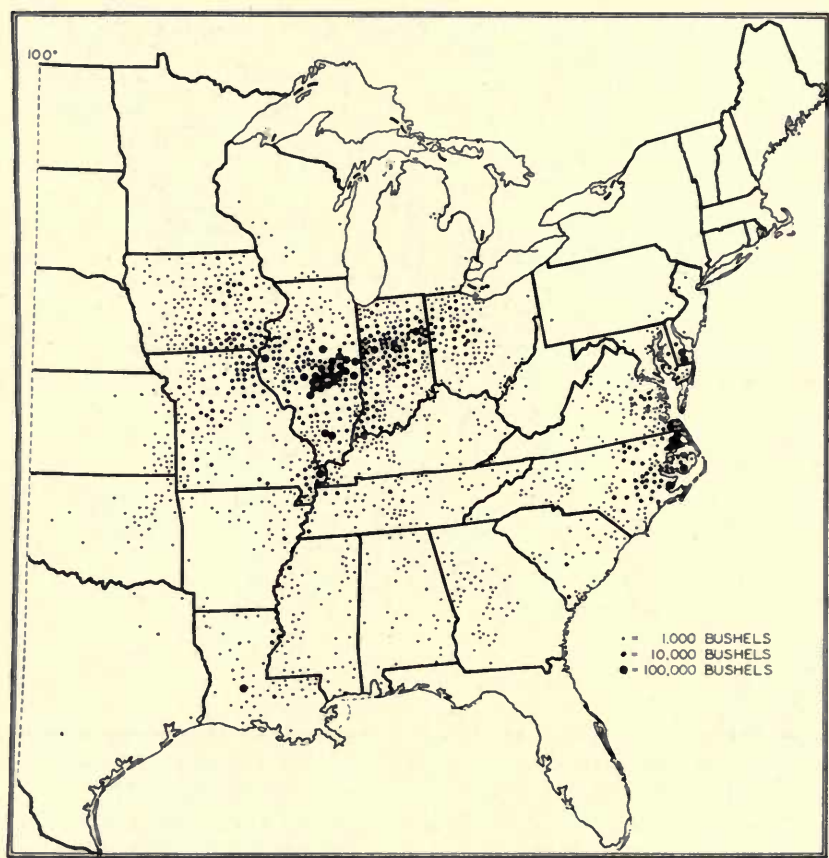 100°
· = 1,000 BUSHELS
• = 10,000 BUSHELS
● = 100,000 BUSHELS